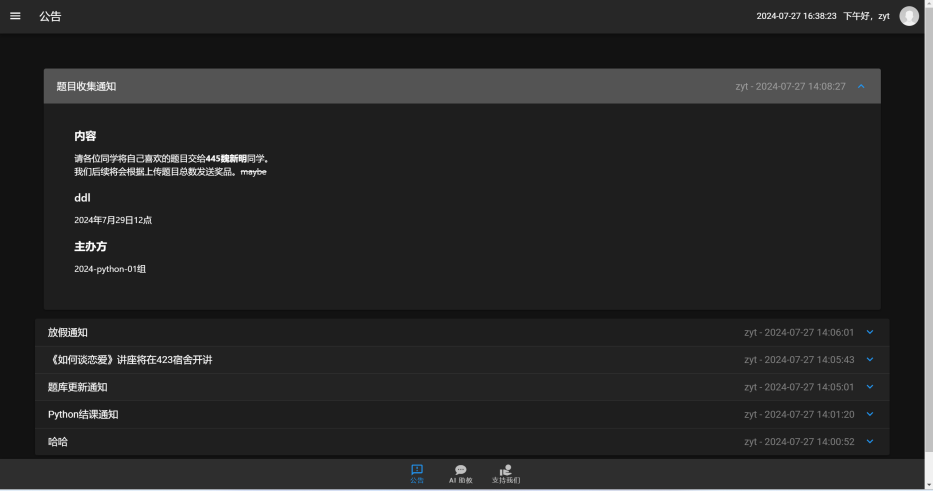 公告
2024-07-27 16:38:23 下午好，zyt
题目收集通知
zyt - 2024-07-27 14:08:27
内容
请各位同学将自己喜欢的题目交给445魏新明同学。
我们后续将会根据上传题目总数发送奖品。maybe
ddl
2024年7月29日12点
主办方
2024-python-01组
放假通知
zyt - 2024-07-27 14:06:01
《如何谈恋爱》讲座将在423宿舍开讲
zyt - 2024-07-27 14:05:43
题库更新通知
zyt - 2024-07-27 14:05:01
Python结课通知
zyt - 2024-07-27 14:01:20
哈哈
zyt - 2024-07-27 14:00:52
公告
AI 助教
支持我们